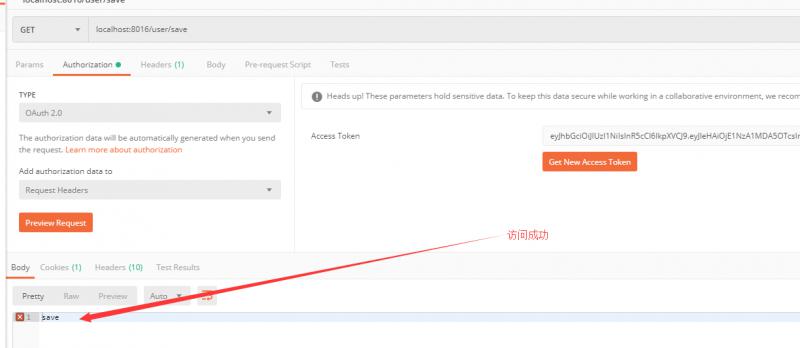 localhost:8016/user/save
GET localhost:8016/user/save
Params Authorization Headers (1) Body Pre-request Script Tests
TYPE
OAuth 2.0
The authorization data will be automatically generated when you send
the request. Learn more about authorization
Add authorization data to
Request Headers
Preview Request
Heads up! These parameters hold sensitive data. To keep this data secure while working in a collaborative environment, we recom
Access Token
Get New Access Token
访问成功
Body Cookies (1) Headers (10) Test Results
Pretty Raw Preview Auto
1 save